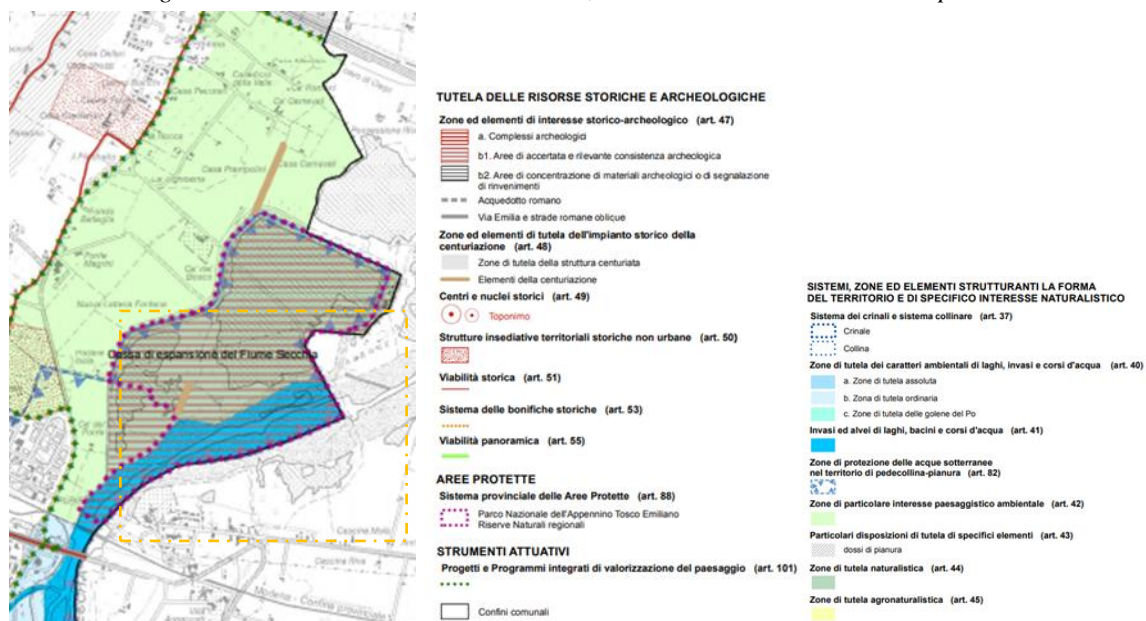 Casa Pecorari
Ca' Carnevali
Casa Prampolini
Casa Carnevali
Cassa di espansione del Fiume Secchia
Cascina Riva
TUTELA DELLE RISORSE STORICHE E ARCHEOLOGICHE
Zone ed elementi di interesse storico-archeologico (art. 47)
a. Complessi archeologici
b1. Aree di accertata e rilevante consistenza archeologica
b2. Aree di concentrazione di materiali archeologici o di segnalazione
di rinvenimenti
Acquedotto romano
Via Emilia e strade romane oblicue
Zone ed elementi di tutela dell'impianto storico della
centuriazione (art. 48)
Zone di tutela della struttura centuriata
Elementi della centuriazione
Centri e nuclei storici (art. 49)
Toponimo
Strutture insediative territoriali storiche non urbane (art. 50)
Viabilità storica (art. 51)
Sistema delle bonifiche storiche (art. 53)
Viabilità panoramica (art. 55)
AREE PROTETTE
Sistema provinciale delle Aree Protette (art. 88)
Parco Nazionale dell'Appennino Tosco Emiliano
Riserve Naturali regionali
STRUMENTI ATTUATIVI
Progetti e Programmi integrati di valorizzazione del paesaggio (art. 101)
Confini comunali
SISTEMI, ZONE ED ELEMENTI STRUTTURANTI LA FORMA
DEL TERRITORIO E DI SPECIFICO INTERESSE NATURALISTICO
Sistema dei crinali e sistema collinare (art. 37)
Crinale
Collina
Zone di tutela dei caratteri ambientali di laghi, invasi e corsi d'acqua (art. 40)
a. Zone di tutela assoluta
b. Zona di tutela ordinaria
c. Zone di tutela delle golene del Po
Invasi ed alvei di laghi, bacini e corsi d'acqua (art. 41)
Zone di protezione delle acque sotterranee
nel territorio di pedecollina-pianura (art. 82)
Zone di particolare interesse paesaggistico ambientale (art. 42)
Particolari disposizioni di tutela di specifici elementi (art. 43)
dossi di pianura
Zone di tutela naturalistica (art. 44)
Zone di tutela agronaturalistica (art. 45)